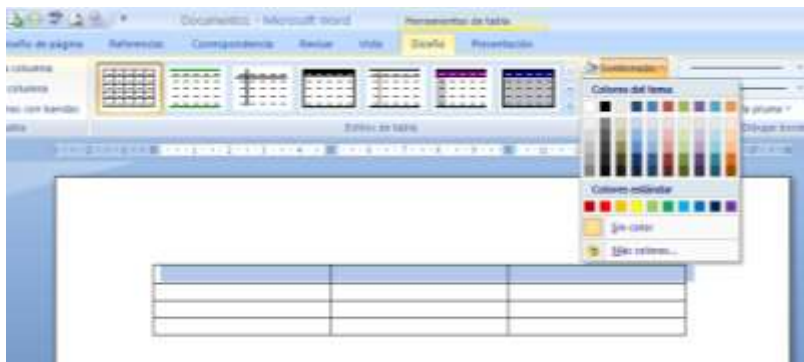 Documento1 - Microsoft Word
Herramientas de tabla
diseño de página Referencias Correspondencia Revisar Vista Diseño Presentación
columna
Sombreado
columna
Colores del tema
con bandas
Estilos de tabla
Colores estándar
Sin color
Más colores...